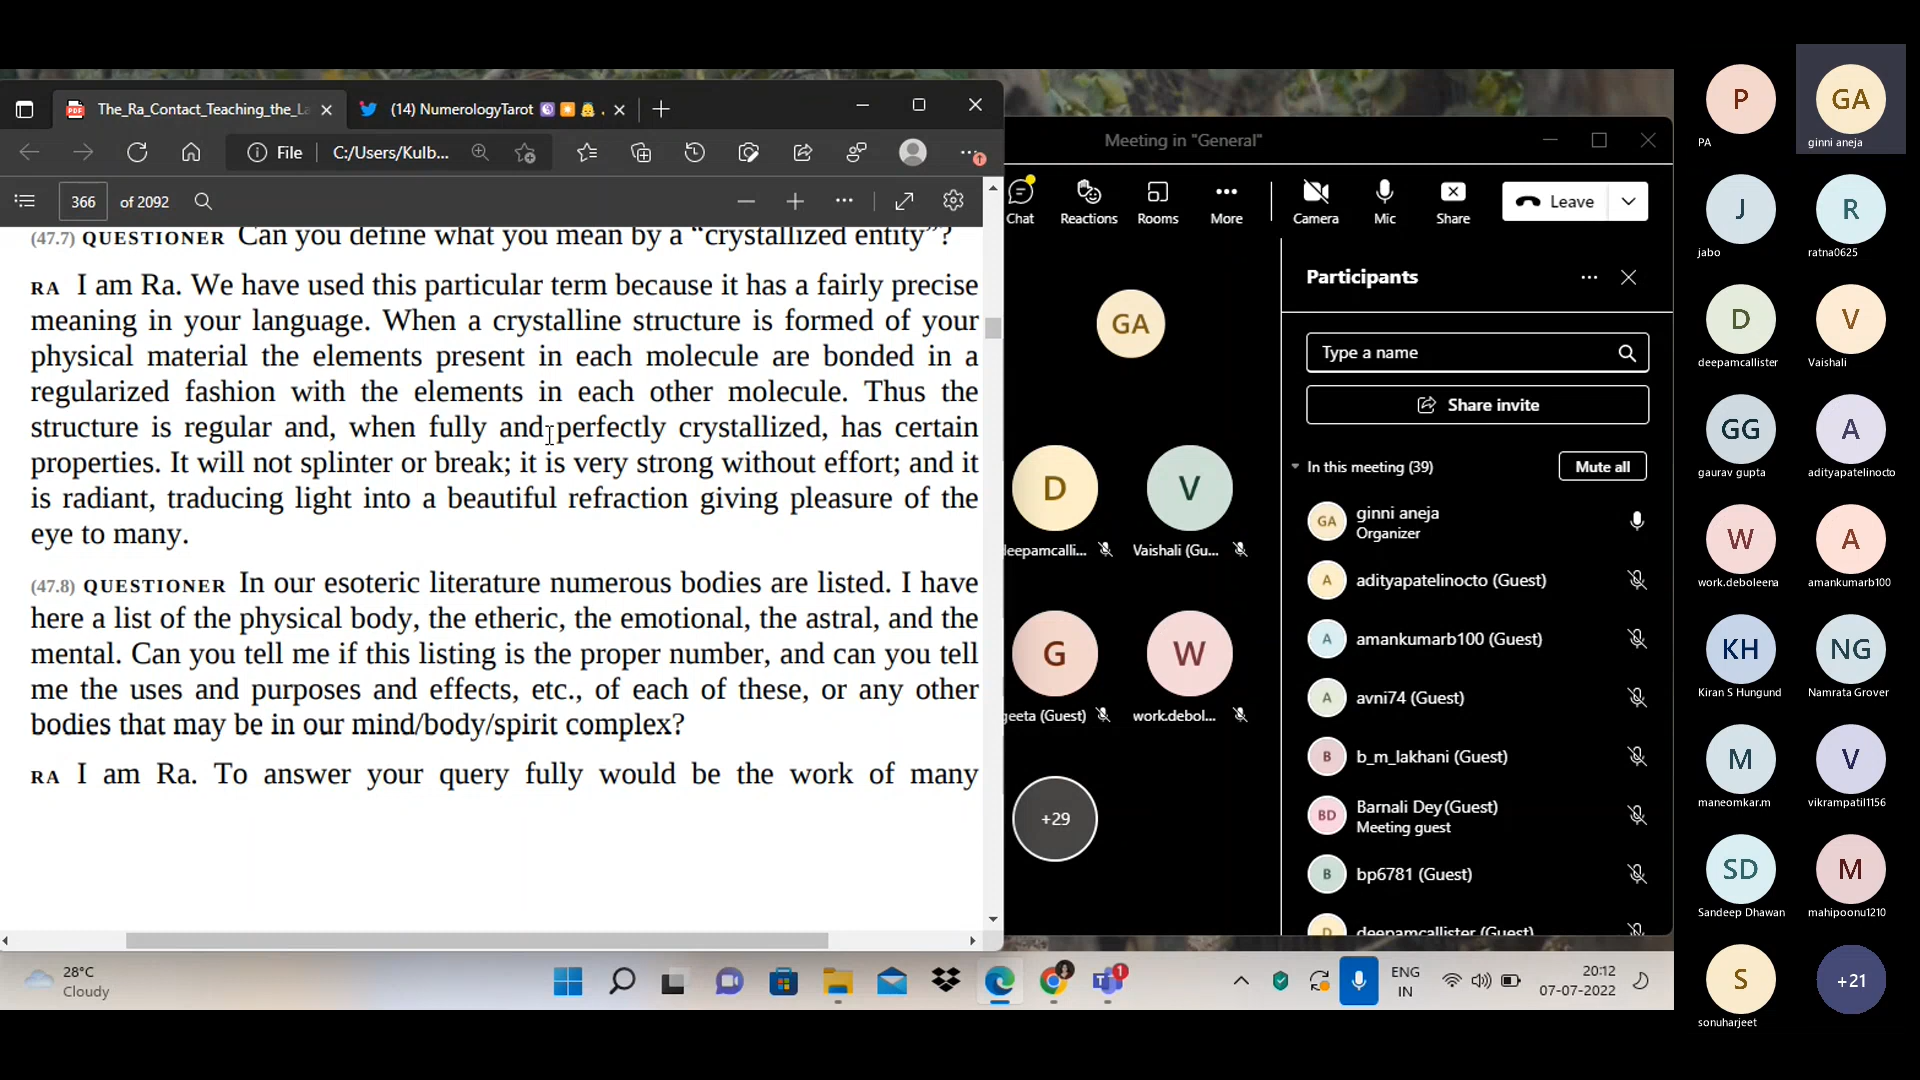 The_Ra_Contact_Teaching_the_La
(14) NumerologyTarot
File
C:/Users/Kulb...
366
of 2092
(47.7) QUESTIONER Can you define what you mean by a “crystallized entity”?
RA I am Ra. We have used this particular term because it has a fairly precise
meaning in your language. When a crystalline structure is formed of your
physical material the elements present in each molecule are bonded in a
regularized fashion with the elements in each other molecule. Thus the
structure is regular and, when fully and perfectly crystallized, has certain
properties. It will not splinter or break; it is very strong without effort; and it
is radiant, traducing light into a beautiful refraction giving pleasure of the
eye to many.
(47.8) QUESTIONER In our esoteric literature numerous bodies are listed. I have
here a list of the physical body, the etheric, the emotional, the astral, and the
mental. Can you tell me if this listing is the proper number, and can you tell
me the uses and purposes and effects, etc., of each of these, or any other
bodies that may be in our mind/body/spirit complex?
RA I am Ra. To answer your query fully would be the work of many
28°C
Cloudy
Meeting in "General"
Chat
Reactions
Rooms
More
Camera
Mic
Share
Leave
GA
D
V
deepamcalli...
Vaishali (Gu...
G
W
geeta (Guest)
work.debol...
+29
Participants
Type a name
Share invite
In this meeting (39)
Mute all
GA
ginni aneja
Organizer
A
adityapatelinocto (Guest)
A
amankumarb100 (Guest)
A
avni74 (Guest)
B
b_m_lakhani (Guest)
BD
Barnali Dey (Guest)
Meeting guest
B
bp6781 (Guest)
D
deepamcallister (Guest)
1
ENG
IN
20:12
07-07-2022
P
GA
PA
ginni aneja
J
R
jabo
ratna0625
D
V
deepamcallister
Vaishali
GG
A
gaurav gupta
adityapatelinocto
W
A
work.deboleena
amankumarb100
KH
NG
Kiran S Hungund
Namrata Grover
M
V
maneomkar.m
vikrampatil1156
SD
M
Sandeep Dhawan
mahipoonu1210
S
+21
sonuharjeet